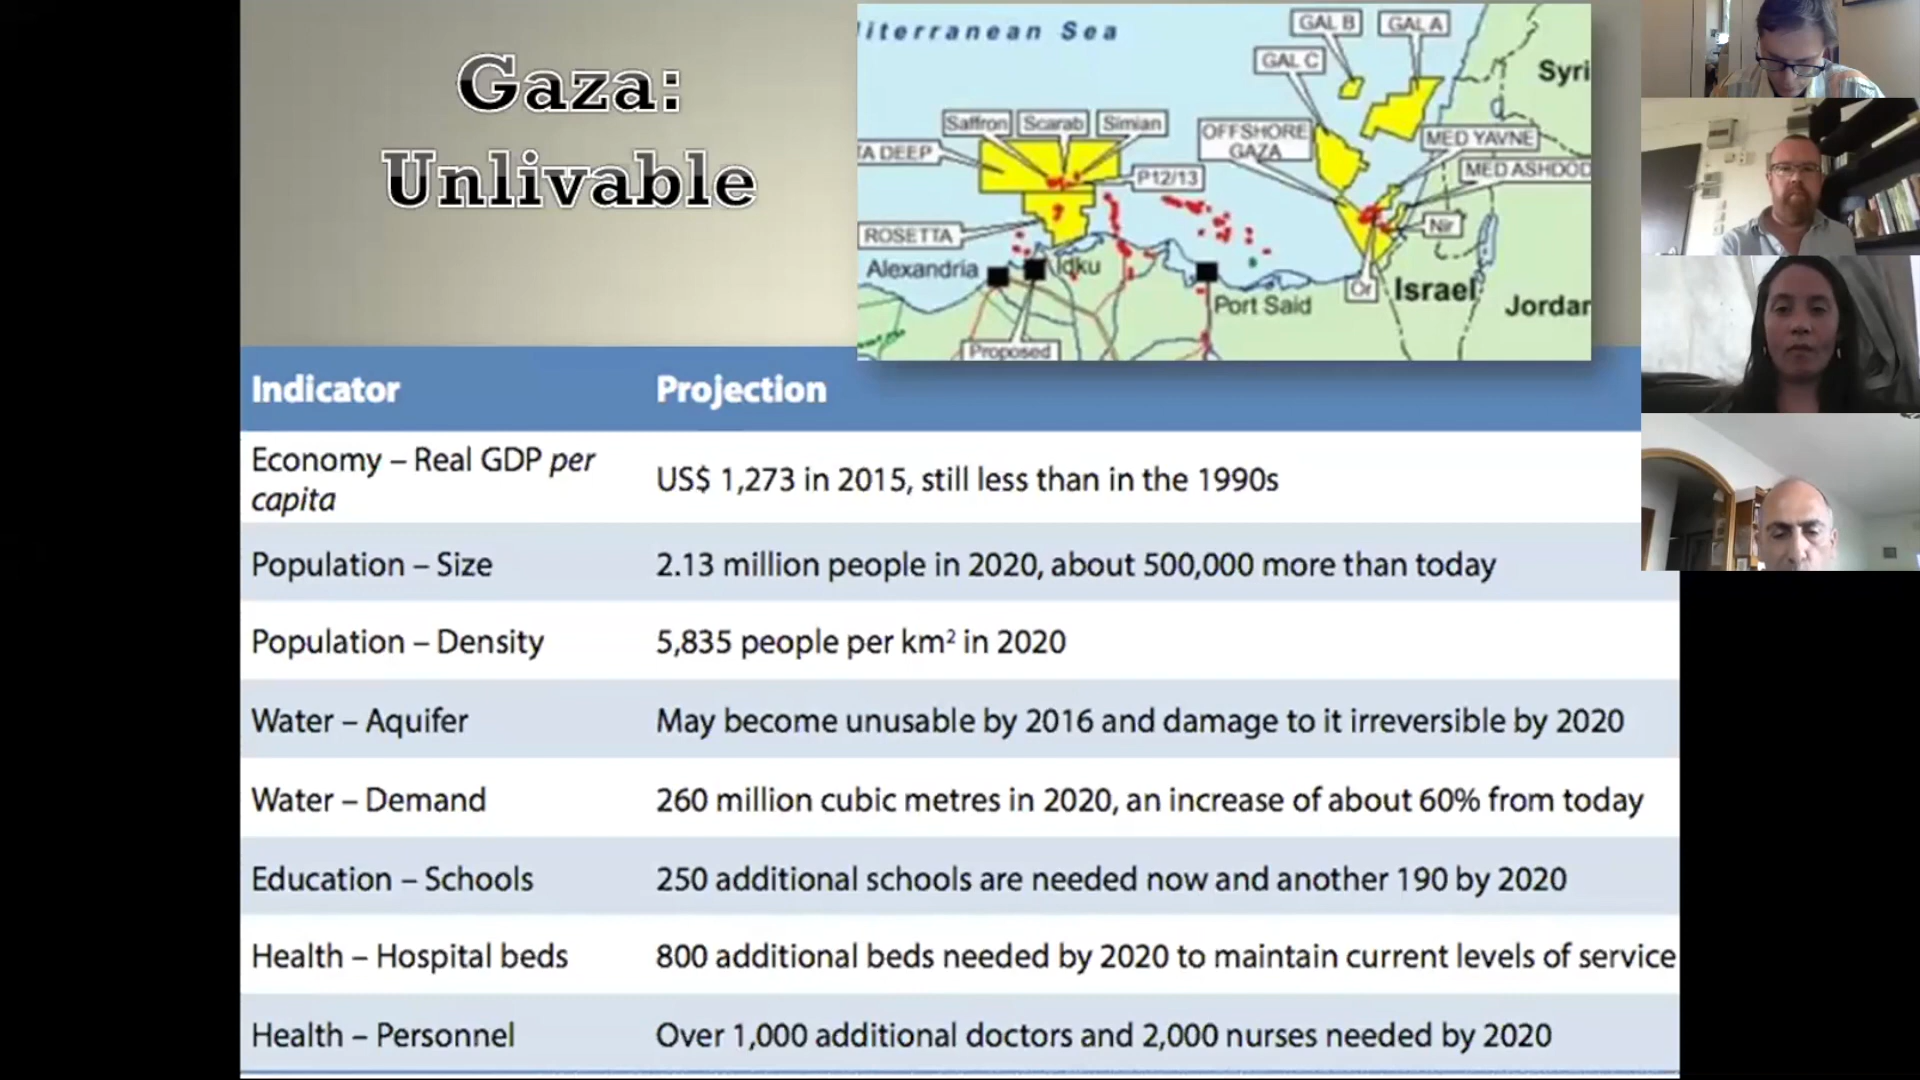 Gaza:
Unlivable
iterranean Sea
GAL B
GAL A
GAL C
Syri
Saffron
Scarab
Simian
OFFSHORE
GAZA
MED YAVNE
A DEEP
P12/13
MED ASHDOD
ROSETTA
Nir
Alexandria
Idku
Port Said
Or
Israel
Jordan
Proposed
Indicator
Projection
Economy – Real GDP per
capita
US$ 1,273 in 2015, still less than in the 1990s
Population – Size
2.13 million people in 2020, about 500,000 more than today
Population – Density
5,835 people per km² in 2020
Water – Aquifer
May become unusable by 2016 and damage to it irreversible by 2020
Water – Demand
260 million cubic metres in 2020, an increase of about 60% from today
Education – Schools
250 additional schools are needed now and another 190 by 2020
Health – Hospital beds
800 additional beds needed by 2020 to maintain current levels of service
Health – Personnel
Over 1,000 additional doctors and 2,000 nurses needed by 2020